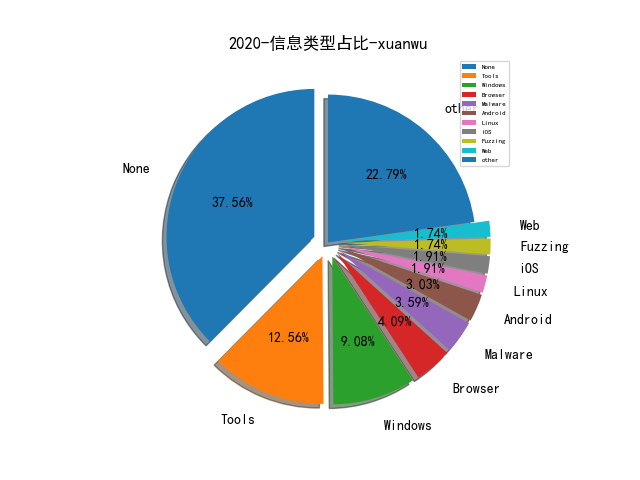 2020-信息类型占比-xuanwu
None
Tools
Windows
Browser
Malware
Android
Linux
iOS
Fuzzing
Web
other
other
22.79%
None
37.56%
Web
1.74%
Fuzzing
1.74%
iOS
1.91%
Linux
1.91%
Android
3.03%
Malware
3.59%
Browser
4.09%
Windows
9.08%
Tools
12.56%